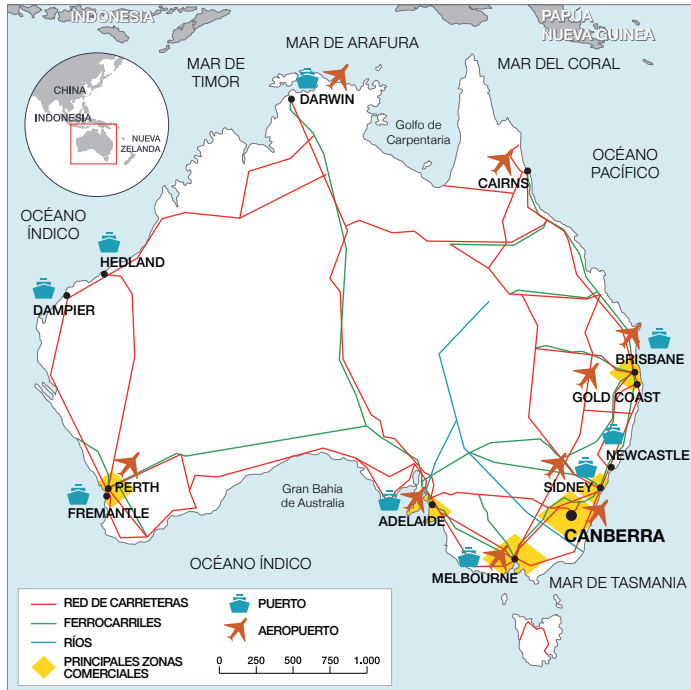 INDONESIA
PAPÚA
NUEVA GUINEA
MAR DE ARAFURA
MAR DE
TIMOR
MAR DEL CORAL
CHINA
INDONESIA
NUEVA
ZELANDA
DARWIN
Golfo de
Carpentaria
OCÉANO
PACÍFICO
CAIRNS
OCÉANO
ÍNDICO
HEDLAND
DAMPIER
BRISBANE
GOLD COAST
NEWCASTLE
PERTH
SÍDNEY
FREMANTLE
Gran Bahía
de Australia
ADELAIDE
CANBERRA
OCÉANO ÍNDICO
MELBOURNE
MAR DE TASMANIA
RED DE CARRETERAS
FERROCARRILES
RÍOS
PRINCIPALES ZONAS
COMERCIALES
PUERTO
AEROPUERTO
0 250 500 750 1.000